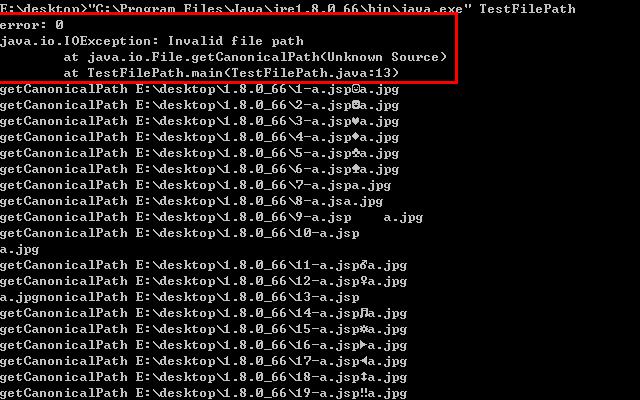 E:\desktop>"C:\Program Files\Java\jre1.8.0_66\bin\java.exe" TestFilePath
error: 0
java.io.IOException: Invalid file path
        at java.io.File.getCanonicalPath(Unknown Source)
        at TestFilePath.main(TestFilePath.java:13)
getCanonicalPath E:\desktop\1.8.0_66\1-a.jsp☺a.jpg
getCanonicalPath E:\desktop\1.8.0_66\2-a.jsp☻a.jpg
getCanonicalPath E:\desktop\1.8.0_66\3-a.jsp♥a.jpg
getCanonicalPath E:\desktop\1.8.0_66\4-a.jsp♦a.jpg
getCanonicalPath E:\desktop\1.8.0_66\5-a.jsp♣a.jpg
getCanonicalPath E:\desktop\1.8.0_66\6-a.jsp♠a.jpg
getCanonicalPath E:\desktop\1.8.0_66\7-a.jspa.jpg
getCanonicalPath E:\desktop\1.8.0_66\8-a.jsa.jpg
getCanonicalPath E:\desktop\1.8.0_66\9-a.jsp    a.jpg
getCanonicalPath E:\desktop\1.8.0_66\10-a.jsp
a.jpg
getCanonicalPath E:\desktop\1.8.0_66\11-a.jsp♂a.jpg
getCanonicalPath E:\desktop\1.8.0_66\12-a.jsp♀a.jpg
a.jpgnonicalPath E:\desktop\1.8.0_66\13-a.jsp
getCanonicalPath E:\desktop\1.8.0_66\14-a.jsp♫a.jpg
getCanonicalPath E:\desktop\1.8.0_66\15-a.jsp☼a.jpg
getCanonicalPath E:\desktop\1.8.0_66\16-a.jsp►a.jpg
getCanonicalPath E:\desktop\1.8.0_66\17-a.jsp◄a.jpg
getCanonicalPath E:\desktop\1.8.0_66\18-a.jsp↕a.jpg
getCanonicalPath E:\desktop\1.8.0_66\19-a.jsp‼a.jpg